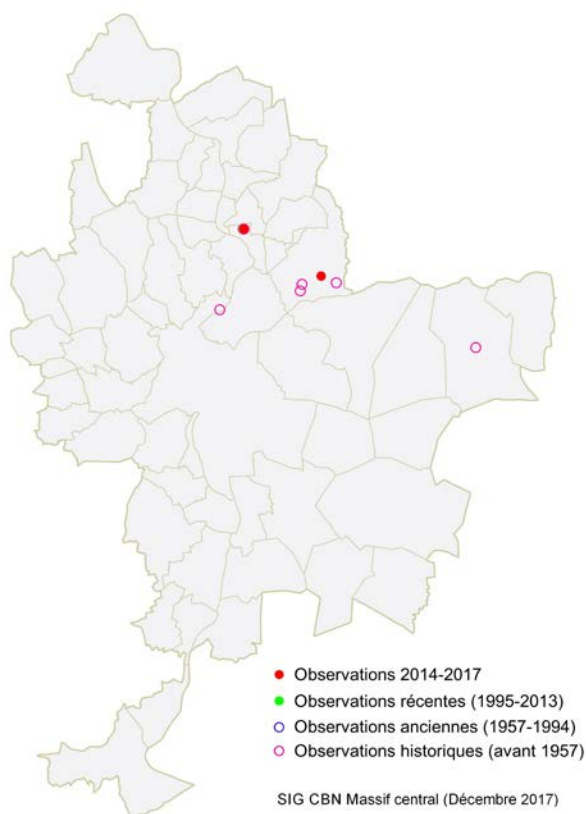 Observations 2014-2017
Observations récentes (1995-2013)
Observations anciennes (1957-1994)
Observations historiques (avant 1957)
SIG CBN Massif central (Décembre 2017)